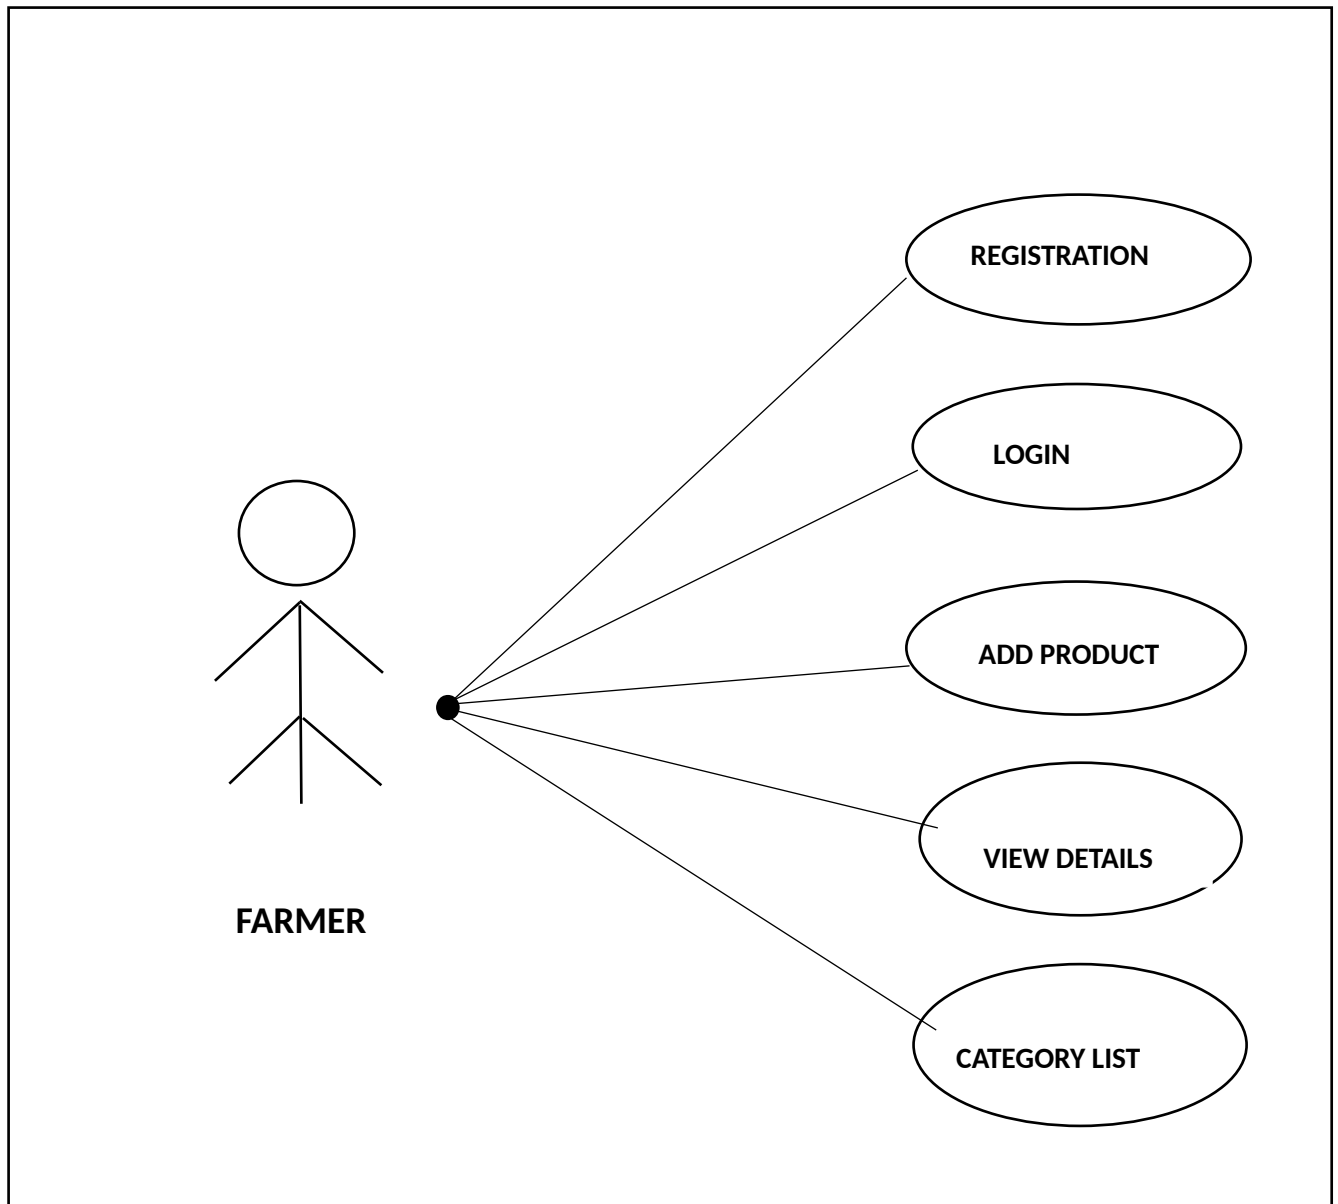 REGISTRATION
LOGIN
ADD PRODUCT
VIEW DETAILS
FARMER
CATEGORY LIST